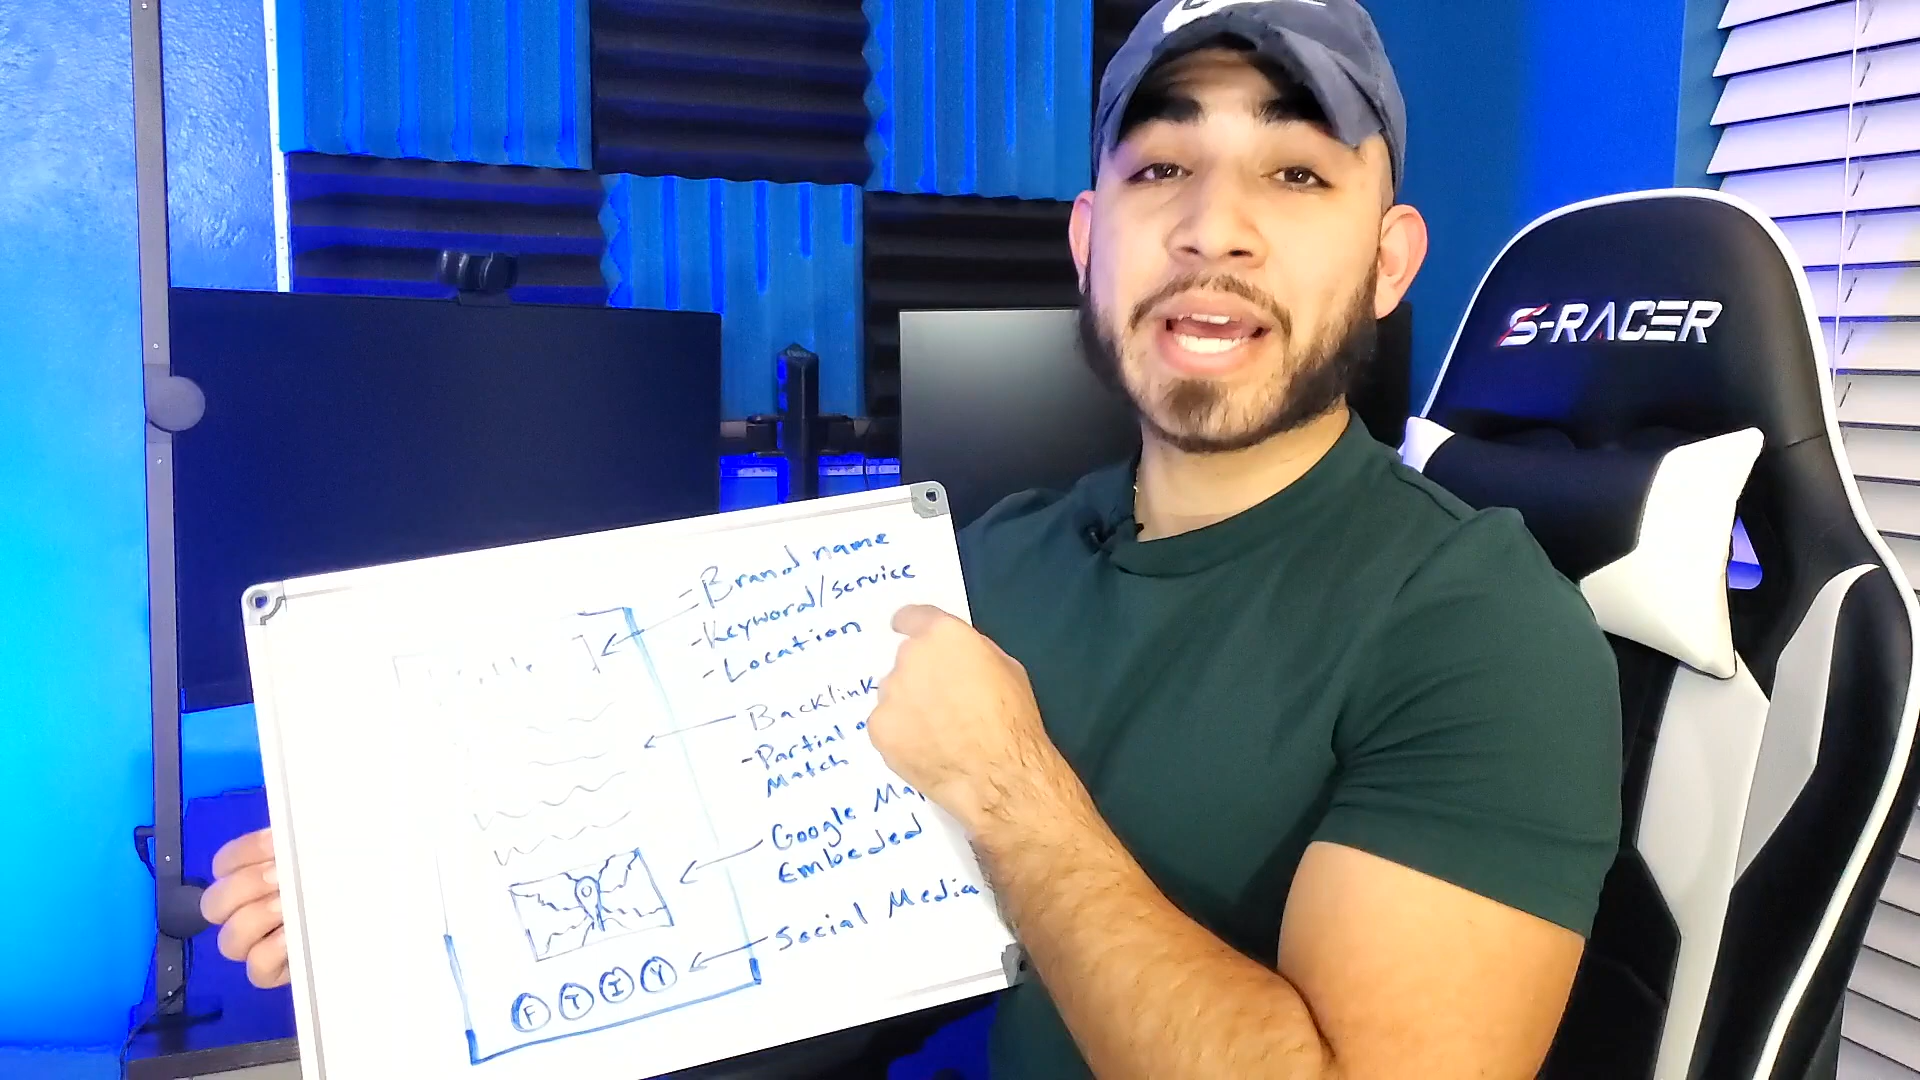 S-RACER
- Brand name
- Keyword/service
- Location
Backlink
- Partial
Match
Google
Embeded
Social Media
F T I Y